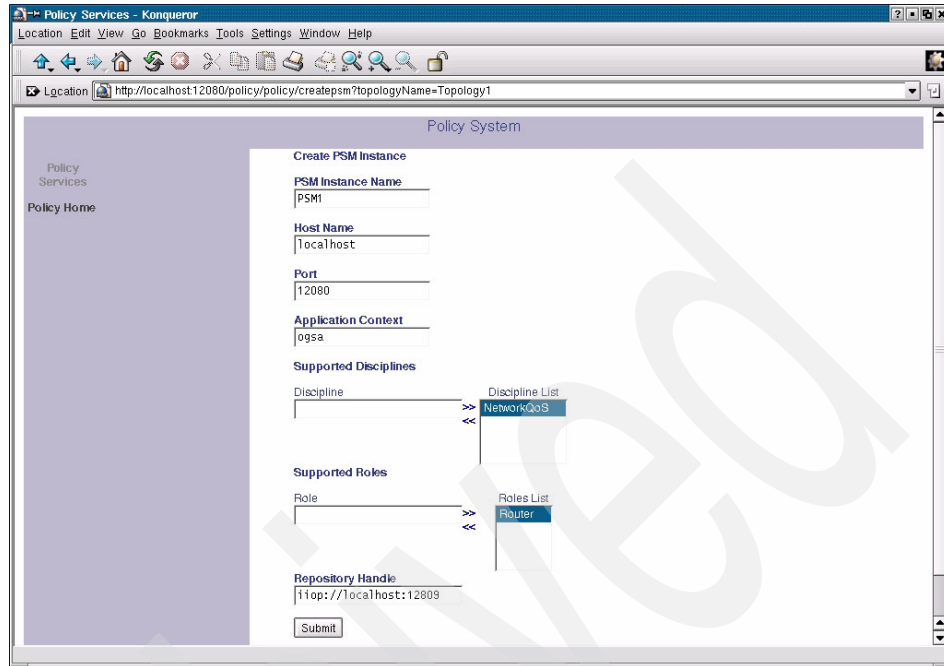 Policy Services - Konqueror
Location Edit View Go Bookmarks Tools Settings Window Help
Location http://localhost:12080/policy/policy/createpsm?topologyName=Topology1
Policy System
Policy
Services
Policy Home
Create PSM Instance
PSM Instance Name
PSM1
Host Name
localhost
Port
12080
Application Context
ogsa
Supported Disciplines
Discipline Discipline List
>> NetworkQoS
<<
Supported Roles
Role Roles List
>> Router
<<
Repository Handle
iiop://localhost:12809
Submit